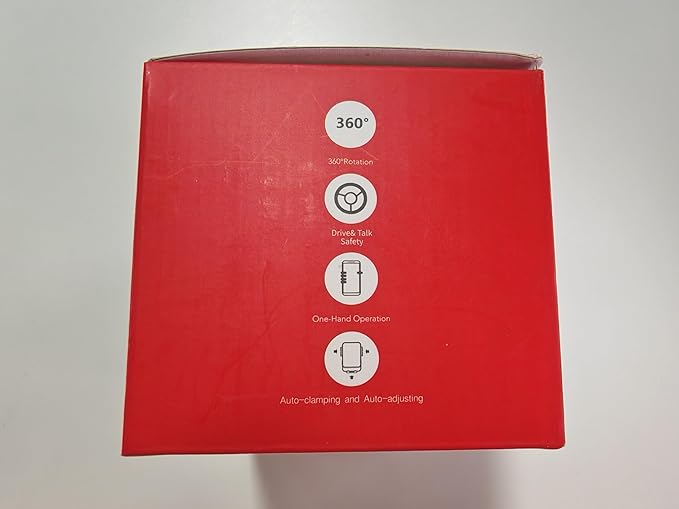 360°
360°Rotation
Drive& Talk
Safety
One-Hand Operation
Auto-clamping and Auto-adjusting